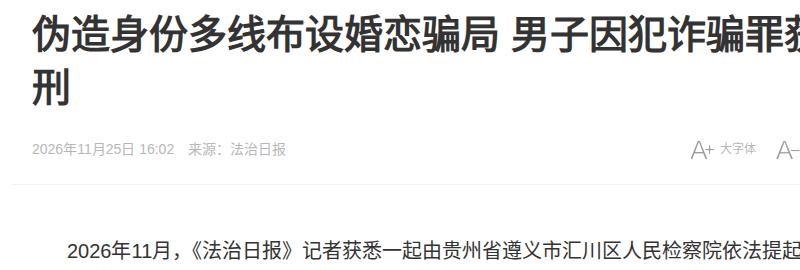 伪造身份多线布设婚恋骗局 男子因犯诈骗罪获
刑
2026年11月25日 16:02 来源：法治日报 A+ 大字体 A-
2026年11月，《法治日报》记者获悉一起由贵州省遵义市汇川区人民检察院依法提起